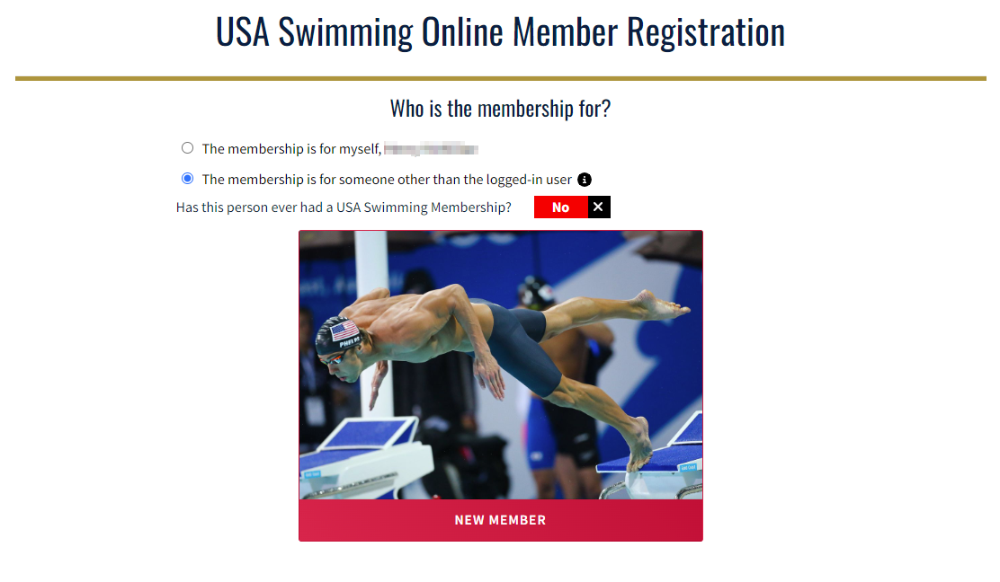 USA Swimming Online Member Registration
Who is the membership for?
The membership is for myself,
The membership is for someone other than the logged-in user
Has this person ever had a USA Swimming Membership? No
PHELPS
NEW MEMBER